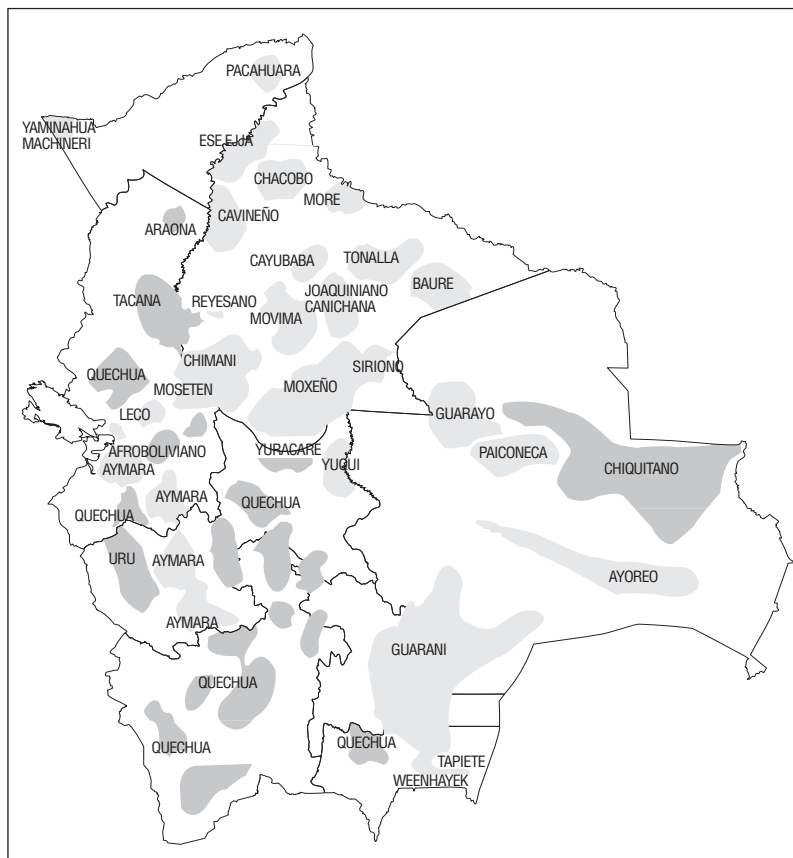 PACAHUARA
YAMINAHUA
MACHINERI
ESE EJJA
CHACOBO
MORE
ARAONA
CAVINEÑO
CAYUBABA
TONALLA
BAURE
TACANA
REYESANO
JOAQUINIANO
CANICHANA
MOVIMA
CHIMANI
SIRIONO
QUECHUA
MOSETEN
MOXEÑO
LECO
GUARAYO
AFROBOLIVIANO
AYMARA
YURACARE
YUQUI
PAICONECA
CHIQUITANO
QUECHUA
AYMARA
QUECHUA
URU
AYMARA
AYOREO
AYMARA
GUARANI
QUECHUA
QUECHUA
QUECHUA
TAPIETE
WEENHAYEK